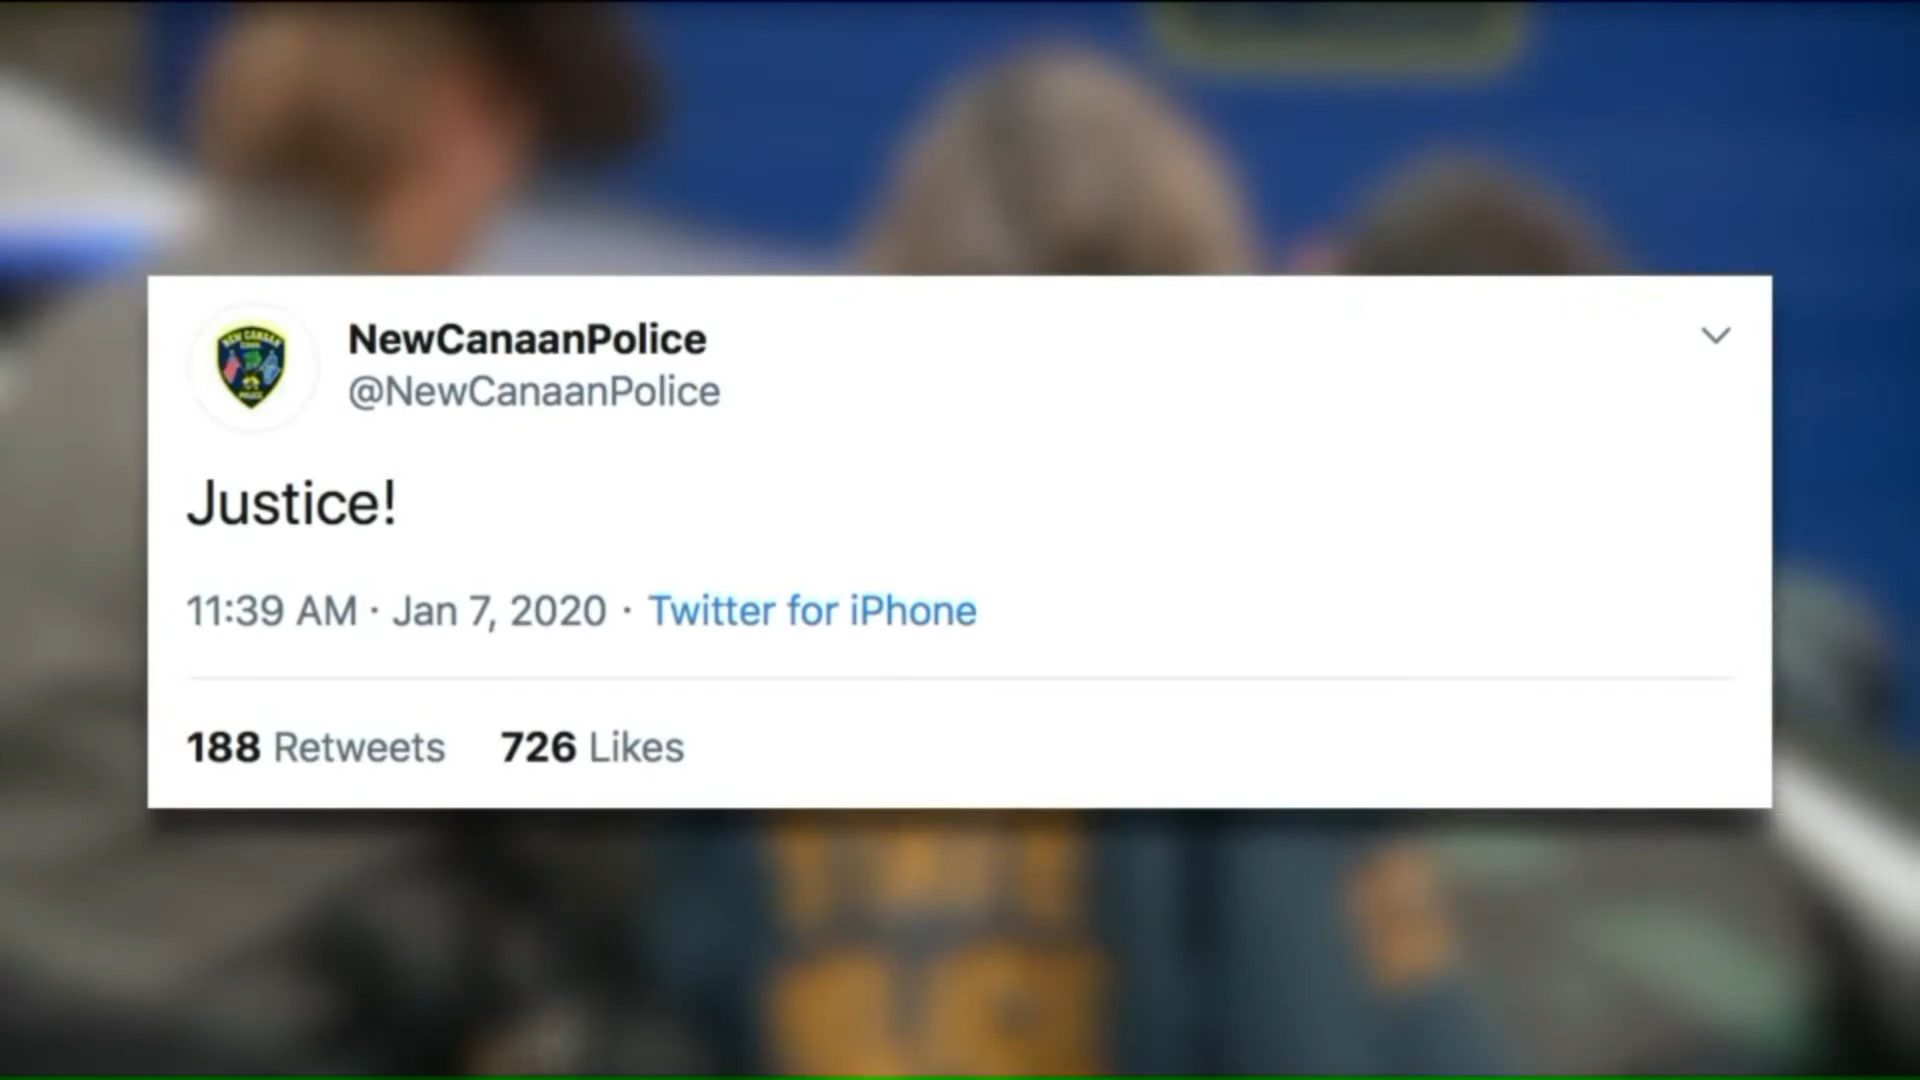 NewCanaanPolice
@NewCanaanPolice
Justice!
11:39 AM · Jan 7, 2020 · Twitter for iPhone
188 Retweets 726 Likes